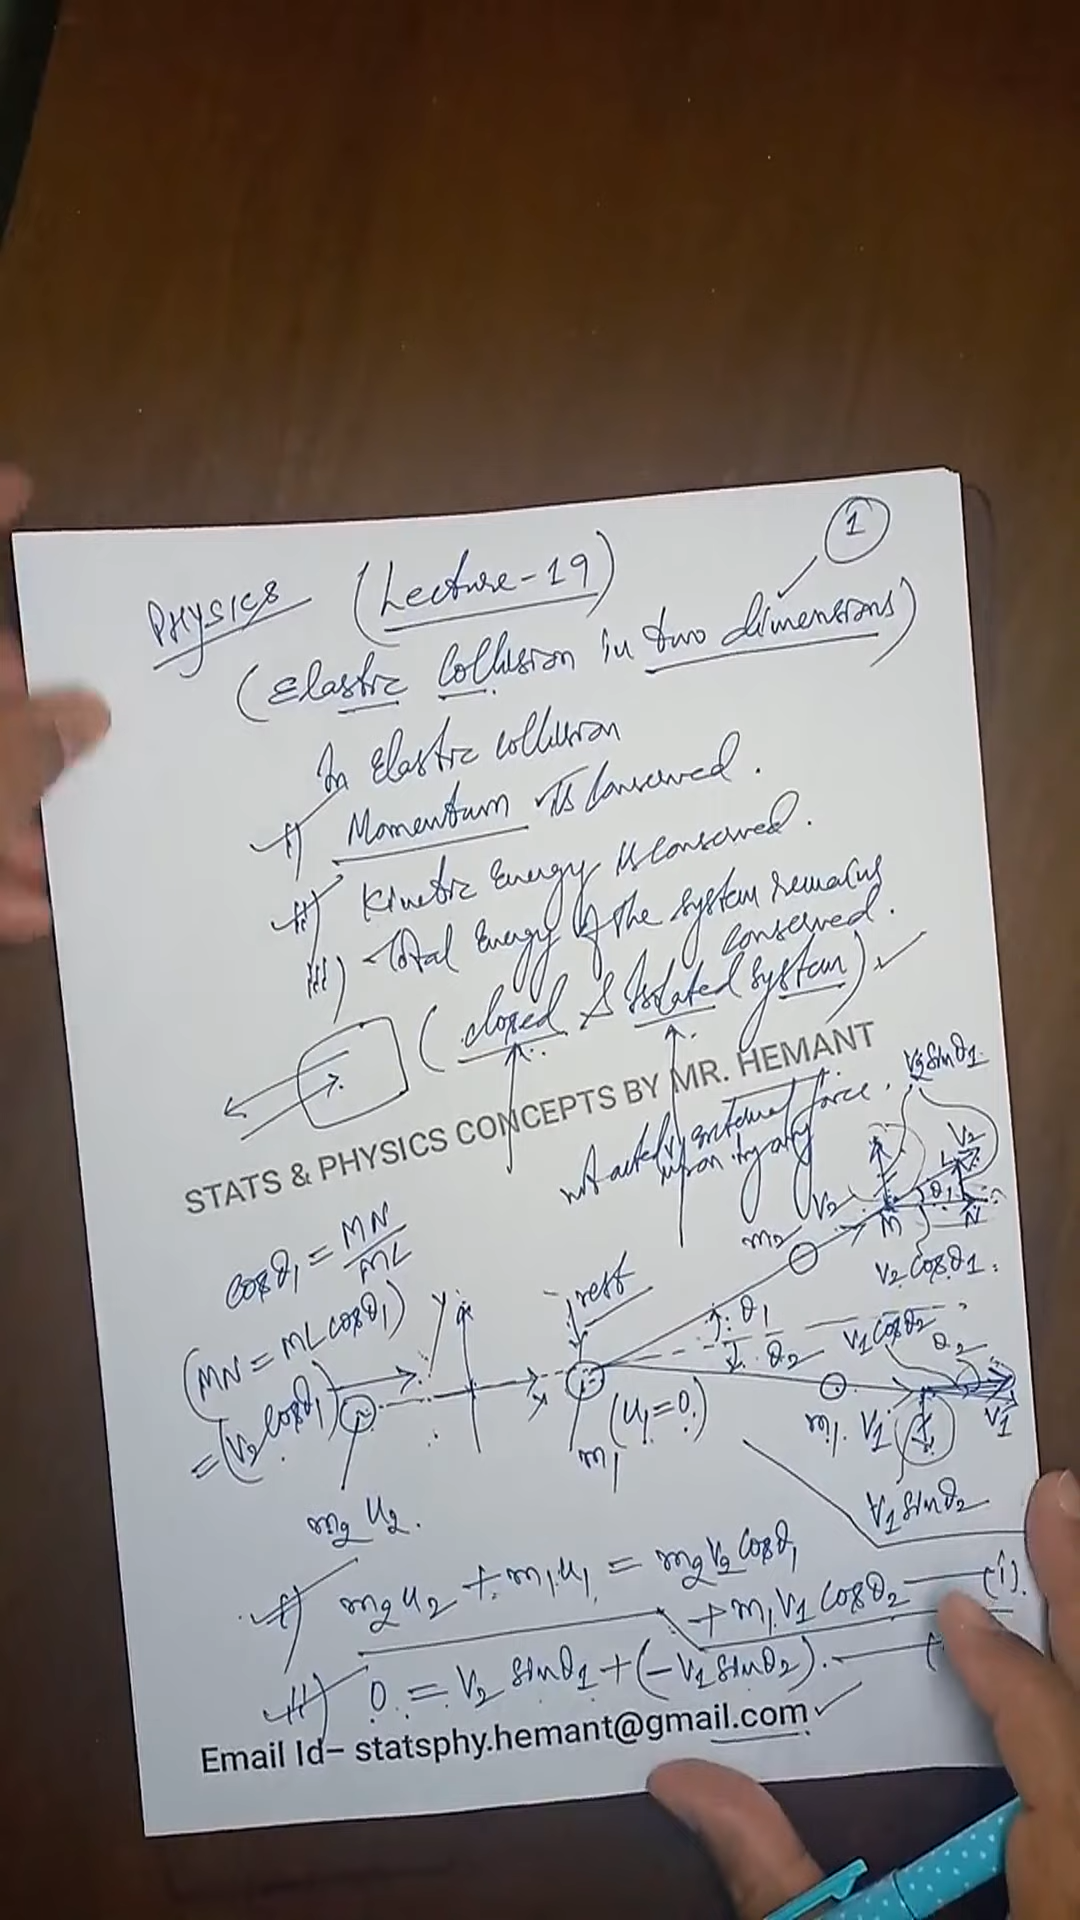 1
PHYSICS (Lecture-19)
(Elastic Collision in two dimensions)
In Elastic collision
i) Momentum is conserved.
ii) Kinetic Energy is conserved.
iii) Total Energy of the system remains
conserved.
(closed & Isolated system)
STATS & PHYSICS CONCEPTS BY MR. HEMANT
not acted upon by any external force.
V2 sinθ1
V2
L
θ1
M
N
V2
m2
V2 cosθ1
cosθ1 = MN/ML
(MN = ML cosθ1)
= (V2 cosθ1)
y
x
rest
θ1
θ2
V1 cosθ2
θ2
m1 V1
V1
(u1=0)
m1
m2 u2.
V1 sinθ2
i) m2u2 + m1u1 = m2V2 cosθ1
+ m1V1 cosθ2 — (i)
ii) 0 = V2 sinθ1 + (-V1 sinθ2). — (
Email Id– statsphy.hemant@gmail.com